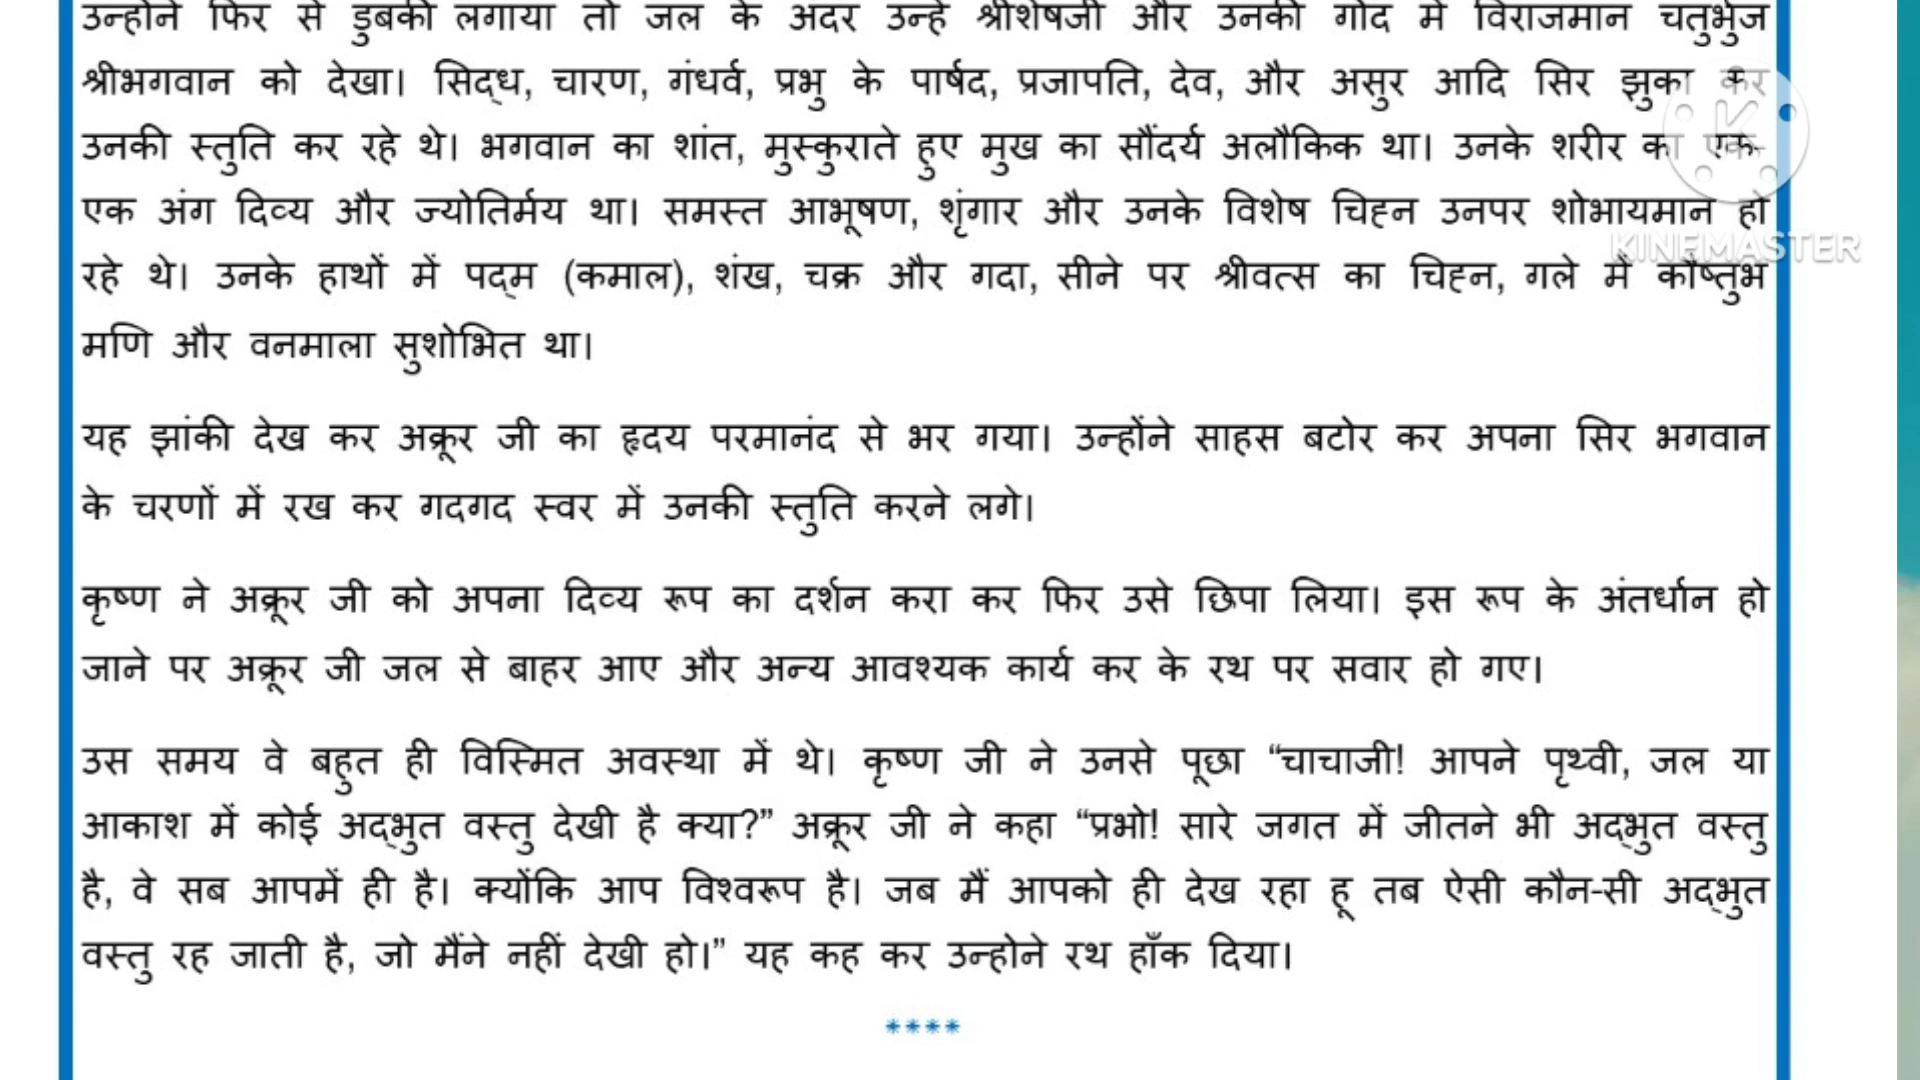 उन्होंने फिर से डुबकी लगाया तो जल के अंदर उन्हें श्रीशेषजी और उनकी गोद में विराजमान चतुर्भुज
श्रीभगवान को देखा। सिद्ध, चारण, गंधर्व, प्रभु के पार्षद, प्रजापति, देव, और असुर आदि सिर झुका कर
उनकी स्तुति कर रहे थे। भगवान का शांत, मुस्कुराते हुए मुख का सौंदर्य अलौकिक था। उनके शरीर का एक-
एक अंग दिव्य और ज्योतिर्मय था। समस्त आभूषण, शृंगार और उनके विशेष चिह्न उनपर शोभायमान हो
KINEMASTER
रहे थे। उनके हाथों में पद्म (कमाल), शंख, चक्र और गदा, सीने पर श्रीवत्स का चिह्न, गले में कौष्तुभ
मणि और वनमाला सुशोभित था।
यह झांकी देख कर अक्रूर जी का हृदय परमानंद से भर गया। उन्होंने साहस बटोर कर अपना सिर भगवान
के चरणों में रख कर गदगद स्वर में उनकी स्तुति करने लगे।
कृष्ण ने अक्रूर जी को अपना दिव्य रूप का दर्शन करा कर फिर उसे छिपा लिया। इस रूप के अंतर्धान हो
जाने पर अक्रूर जी जल से बाहर आए और अन्य आवश्यक कार्य कर के रथ पर सवार हो गए।
उस समय वे बहुत ही विस्मित अवस्था में थे। कृष्ण जी ने उनसे पूछा “चाचाजी! आपने पृथ्वी, जल या
आकाश में कोई अद्भुत वस्तु देखी है क्या?” अक्रूर जी ने कहा “प्रभो! सारे जगत में जीतने भी अद्भुत वस्तु
है, वे सब आपमें ही है। क्योंकि आप विश्वरूप है। जब मैं आपको ही देख रहा हू तब ऐसी कौन-सी अद्भुत
वस्तु रह जाती है, जो मैंने नहीं देखी हो।” यह कह कर उन्होने रथ हाँक दिया।
****